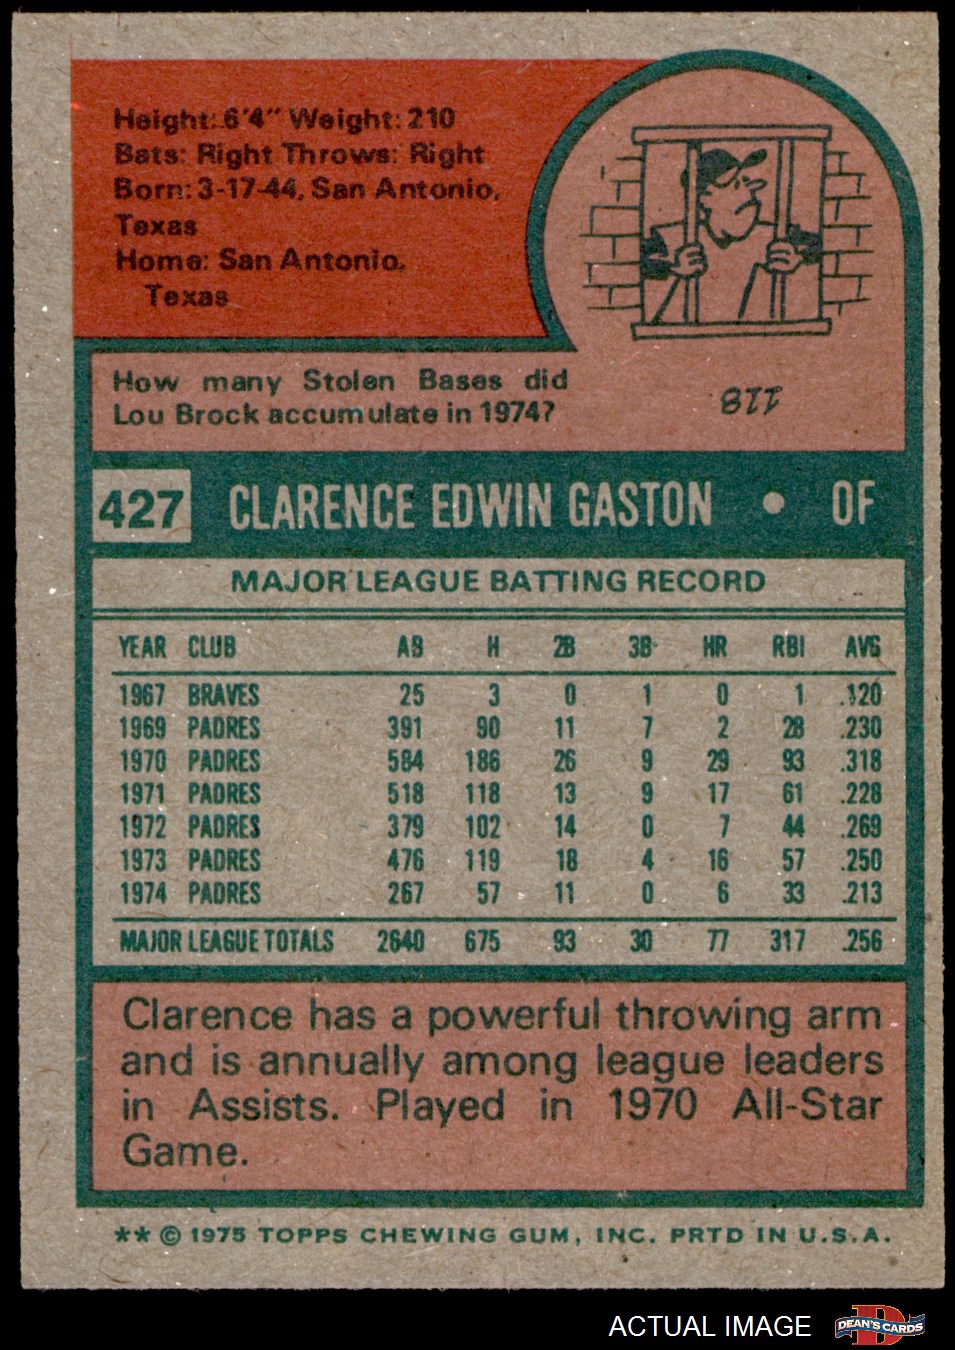 Height: 6'4" Weight: 210
Bats: Right Throws: Right
Born: 3-17-44, San Antonio,
Texas
Home: San Antonio,
Texas
How many Stolen Bases did
Lou Brock accumulate in 1974?
118
427 CLARENCE EDWIN GASTON • OF
MAJOR LEAGUE BATTING RECORD
YEAR CLUB AB H 2B 3B HR RBI AVG
1967 BRAVES 25 3 0 1 0 1 .120
1969 PADRES 391 90 11 7 2 28 .230
1970 PADRES 584 186 26 9 29 93 .318
1971 PADRES 518 118 13 9 17 61 .228
1972 PADRES 379 102 14 0 7 44 .269
1973 PADRES 476 119 18 4 16 57 .250
1974 PADRES 267 57 11 0 6 33 .213
MAJOR LEAGUE TOTALS 2640 675 93 30 77 317 .256
Clarence has a powerful throwing arm
and is annually among league leaders
in Assists. Played in 1970 All-Star
Game.
** © 1975 TOPPS CHEWING GUM, INC. PRTD IN U.S.A.
ACTUAL IMAGE
D
DEAN'S CARDS